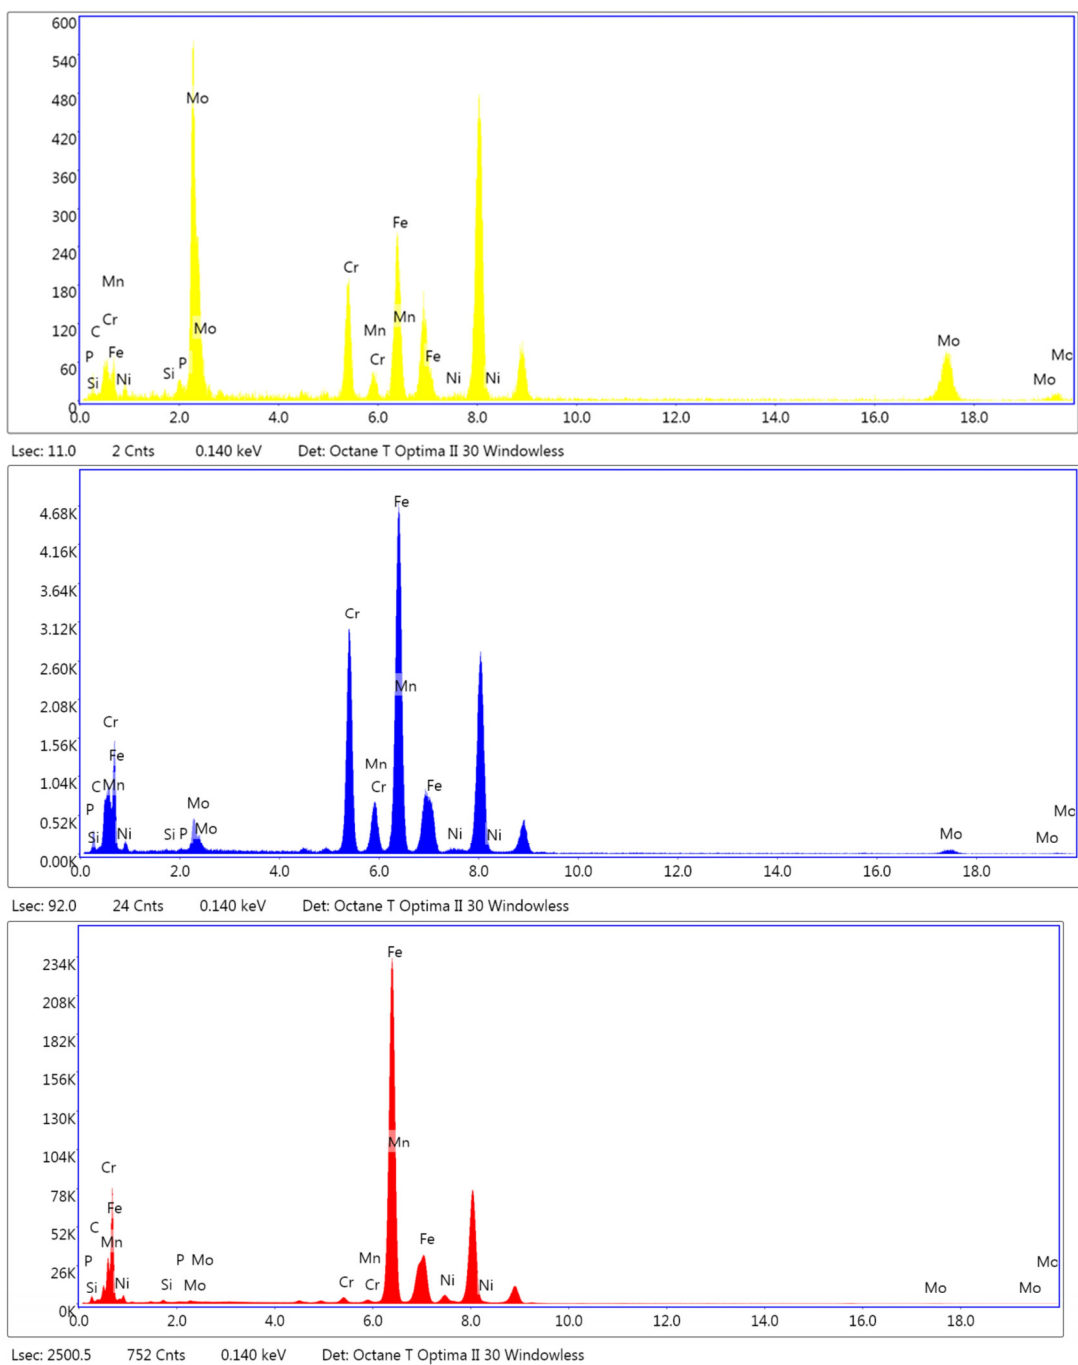 600
540
480
420
360
300
240
180
120
60
0
Mo
Fe
Mn
Cr
C
Cr
Mn
Mn
Mo
Mo
Mo
P
Fe
P
Cr
Fe
Si
Ni
Si
Ni
Ni
Mo
0.0 2.0 4.0 6.0 8.0 10.0 12.0 14.0 16.0 18.0
Lsec: 11.0 2 Cnts 0.140 keV Det: Octane T Optima II 30 Windowless
4.68K
4.16K
3.64K
3.12K
2.60K
2.08K
1.56K
1.04K
0.52K
0.00K
Fe
Cr
Mn
Cr
Fe
Mn
C Mn
Cr
Fe
P
Mo
Mo
Si
Ni
Si P
Mo
Ni
Ni
Mo
Mo
0.0 2.0 4.0 6.0 8.0 10.0 12.0 14.0 16.0 18.0
Lsec: 92.0 24 Cnts 0.140 keV Det: Octane T Optima II 30 Windowless
234K
208K
182K
156K
130K
104K
78K
52K
26K
0K
Fe
Mn
Cr
Fe
C
Mn
Fe
P
P Mo
Mn
Mo
Si Ni
Si Mo
Cr Cr
Ni
Ni
Mo
Mo
0.0 2.0 4.0 6.0 8.0 10.0 12.0 14.0 16.0 18.0
Lsec: 2500.5 752 Cnts 0.140 keV Det: Octane T Optima II 30 Windowless